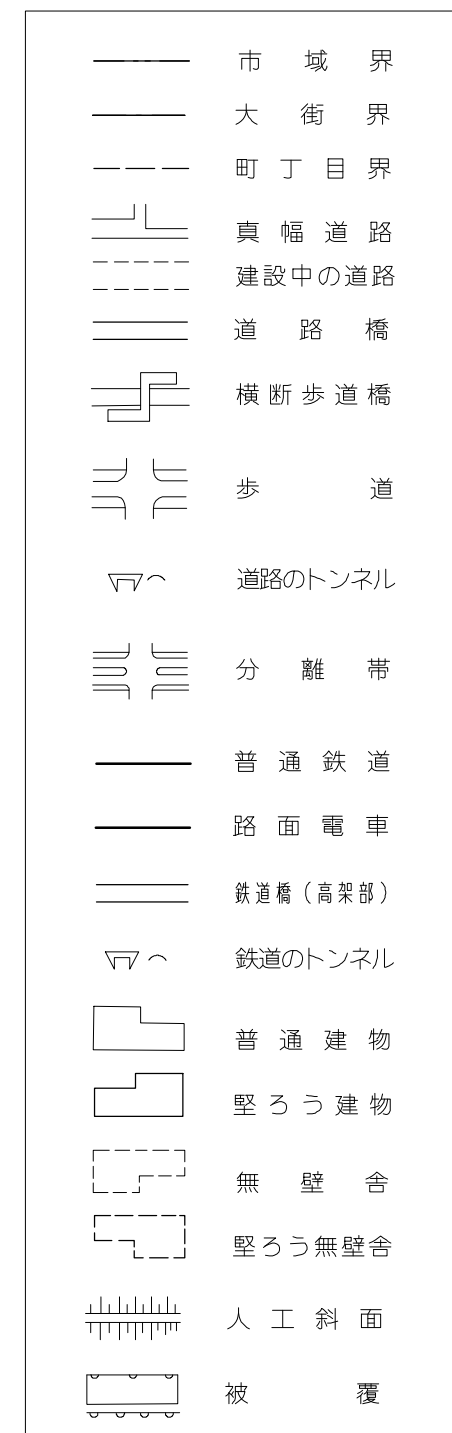 市域界
大街界
町丁目界
真幅道路
建設中の道路
道路橋
横断歩道橋
歩道
道路のトンネル
分離帯
普通鉄道
路面電車
鉄道橋(高架部)
鉄道のトンネル
普通建物
堅ろう建物
無壁舎
堅ろう無壁舎
人工斜面
被覆